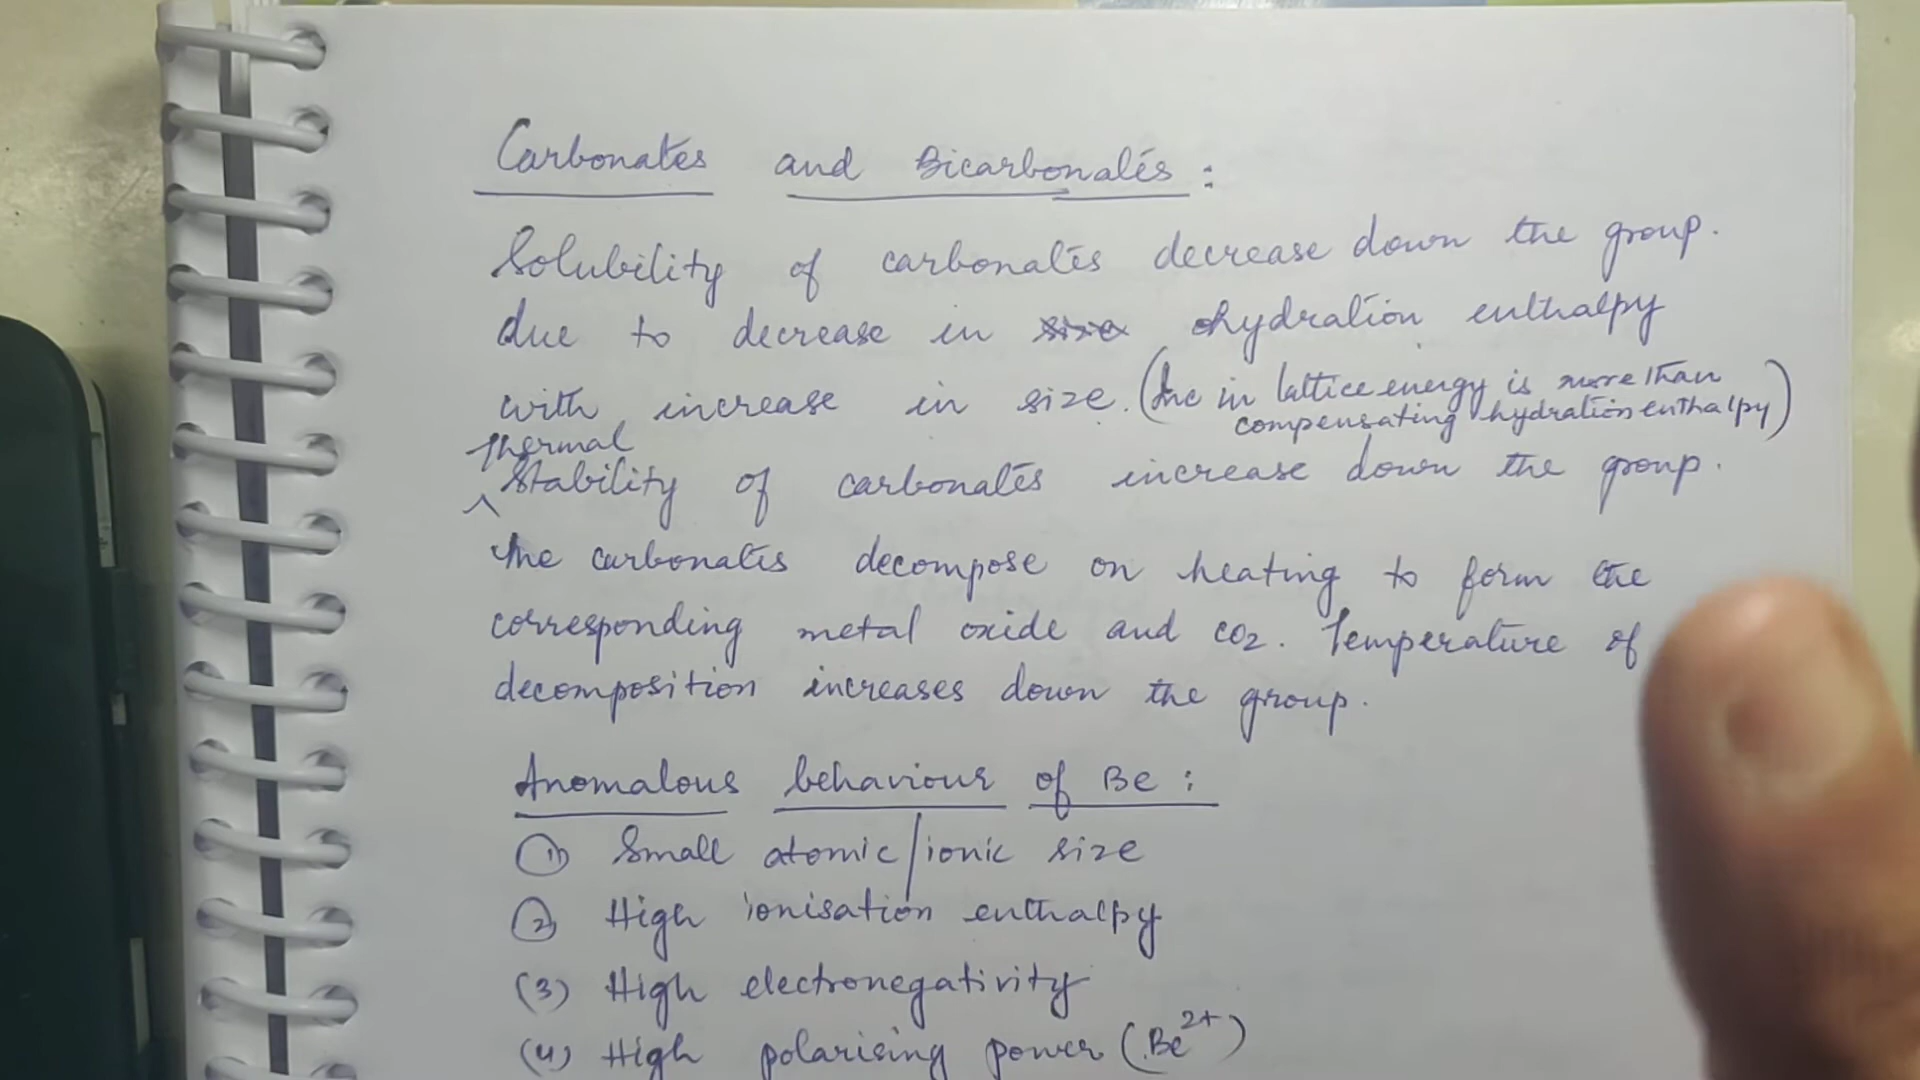 Carbonates and Bicarbonates :
Solubility of carbonates decrease down the group.
due to decrease in hydration enthalpy
with increase in size. (Inc in lattice energy is more than
compensating hydration enthalpy)
Thermal
^ Stability of carbonates increase down the group.
The carbonates decompose on heating to form the
corresponding metal oxide and CO2. Temperature of
decomposition increases down the group.
Anomalous behaviour of Be :
① Small atomic/ionic size
② High ionisation enthalpy
(3) High electronegativity
(4) High polarising power (Be2+)